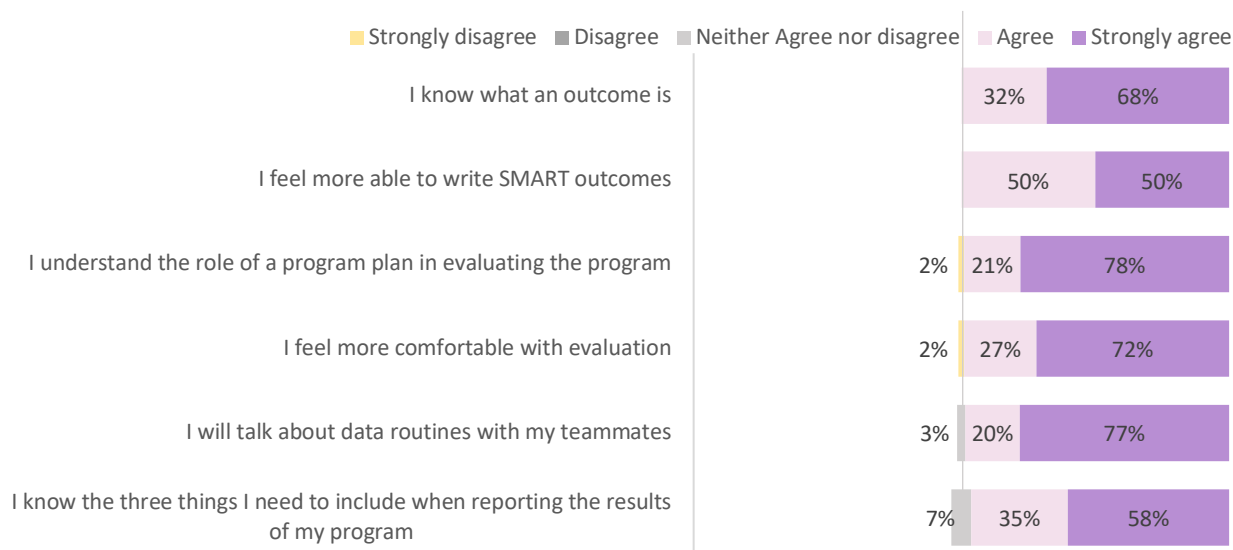 Strongly disagree Disagree Neither Agree nor disagree Agree Strongly agree
I know what an outcome is 32% 68%
I feel more able to write SMART outcomes 50% 50%
I understand the role of a program plan in evaluating the program 2% 21% 78%
I feel more comfortable with evaluation 2% 27% 72%
I will talk about data routines with my teammates 3% 20% 77%
I know the three things I need to include when reporting the results
of my program 7% 35% 58%